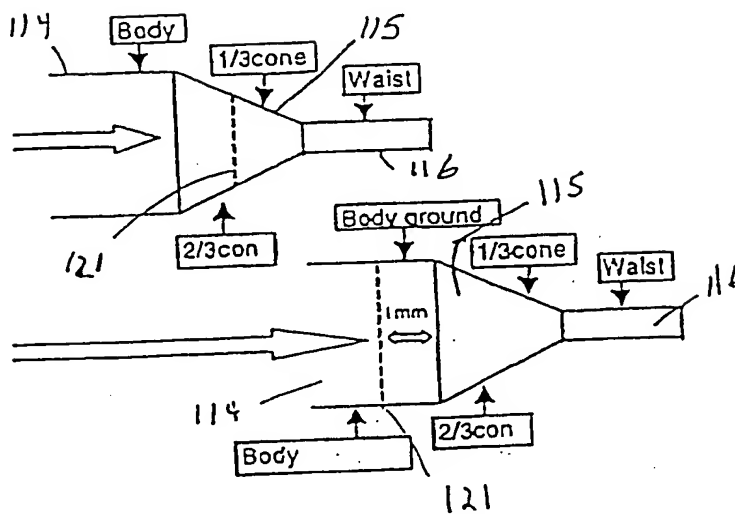 114
Body
115
1/3cone
Waist
116
121
2/3con
Body ground
115
1/3cone
Waist
1mm
114
2/3con
Body
121